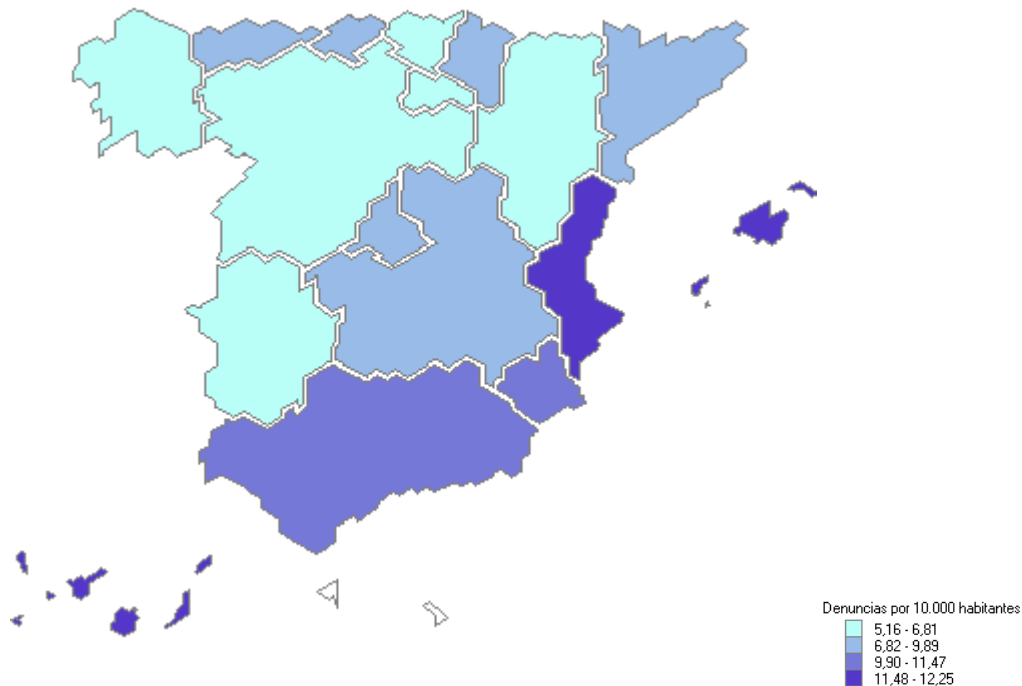 Denuncias por 10.000 habitantes
5,16 - 6,81
6,82 - 9,89
9,90 - 11,47
11,48 - 12,25